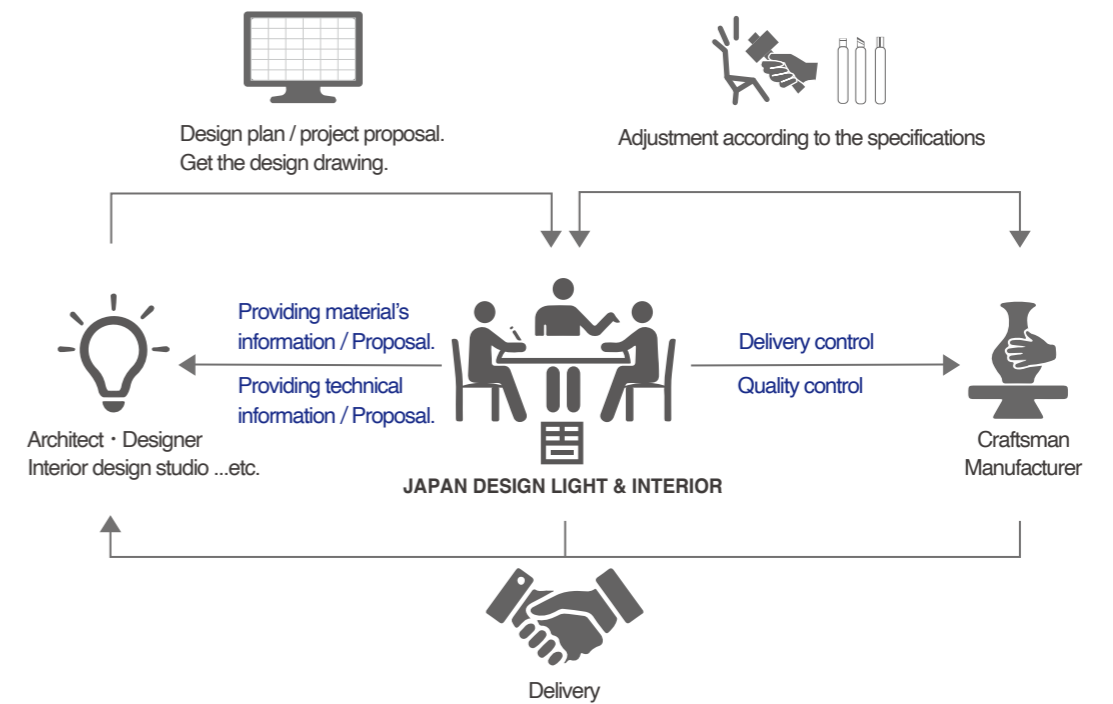 Design plan / project proposal.
Get the design drawing.
Adjustment according to the specifications
Providing material's
information / Proposal.
Providing technical
information / Proposal.
Delivery control
Quality control
Architect・Designer
Interior design studio ...etc.
JAPAN DESIGN LIGHT & INTERIOR
Craftsman
Manufacturer
Delivery